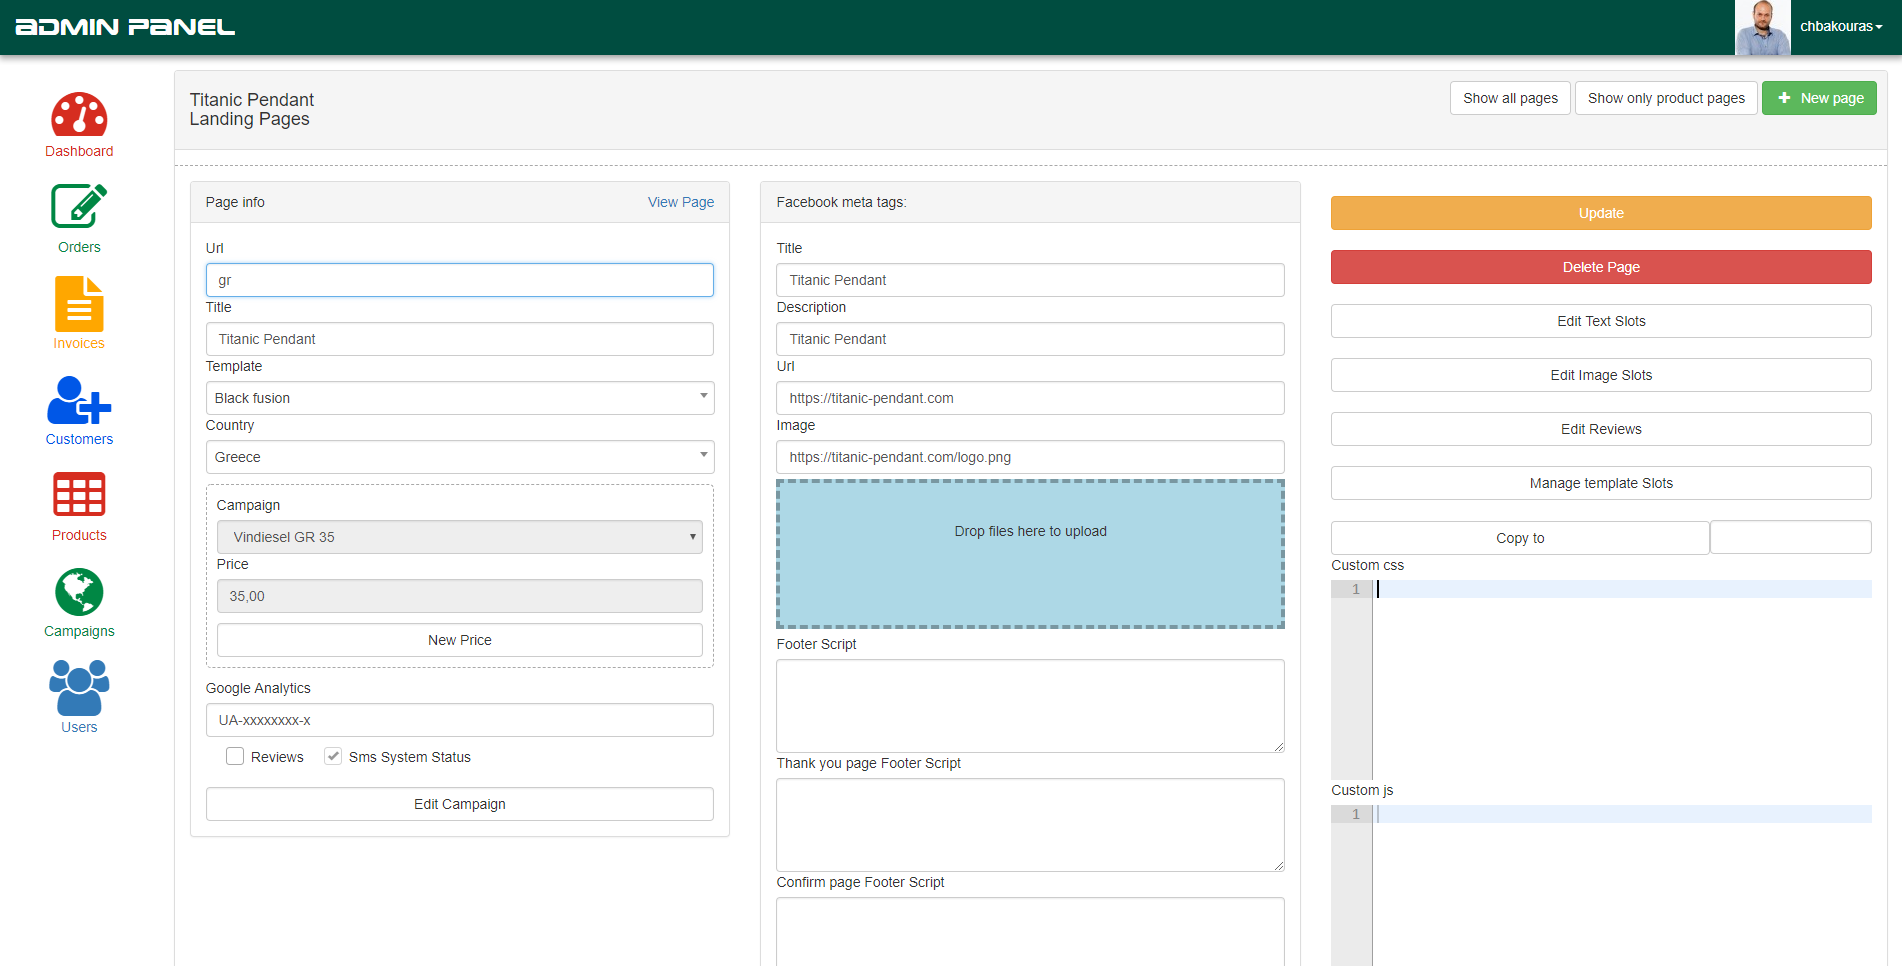 ADMIN PANEL
chbakouras
Dashboard
Orders
Invoices
Customers
Products
Campaigns
Users
Titanic Pendant
Landing Pages
Show all pages
Show only product pages
+ New page
Page info
View Page
Url
gr
Title
Titanic Pendant
Template
Black fusion
Country
Greece
Campaign
Vindiesel GR 35
Price
35,00
New Price
Google Analytics
UA-xxxxxxxx-x
Reviews
Sms System Status
Edit Campaign
Facebook meta tags:
Title
Titanic Pendant
Description
Titanic Pendant
Url
https://titanic-pendant.com
Image
https://titanic-pendant.com/logo.png
Drop files here to upload
Footer Script
Thank you page Footer Script
Confirm page Footer Script
Update
Delete Page
Edit Text Slots
Edit Image Slots
Edit Reviews
Manage template Slots
Copy to
Custom css
1
Custom js
1